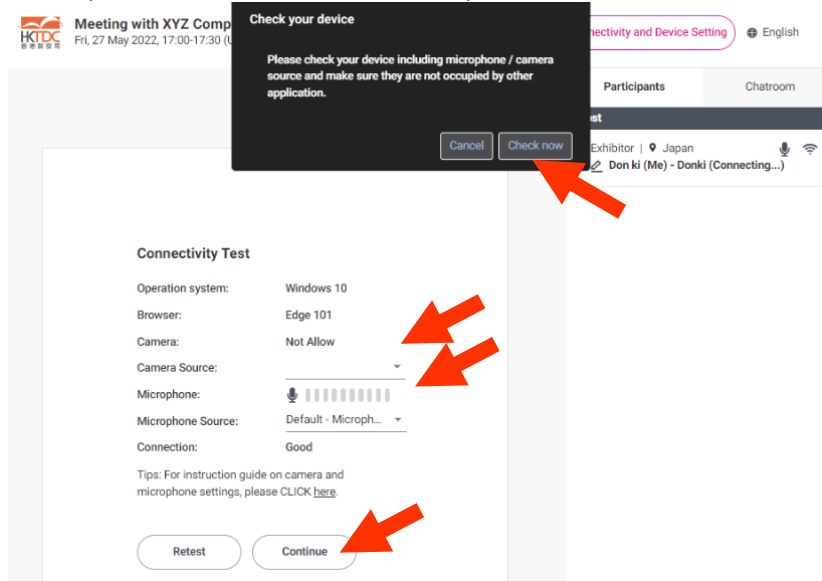 HKTDC
香港貿發局
Meeting with XYZ Comp
Fri, 27 May 2022, 17:00-17:30 (
Check your device
Please check your device including microphone / camera
source and make sure they are not occupied by other
application.
Cancel
Check now
nectivity and Device Setting
English
Participants
Chatroom
st
Exhibitor | Japan
Don ki (Me) - Donki (Connecting...)
Connectivity Test
Operation system: Windows 10
Browser: Edge 101
Camera: Not Allow
Camera Source:
Microphone:
Microphone Source: Default - Microph...
Connection: Good
Tips: For instruction guide on camera and
microphone settings, please CLICK here.
Retest
Continue